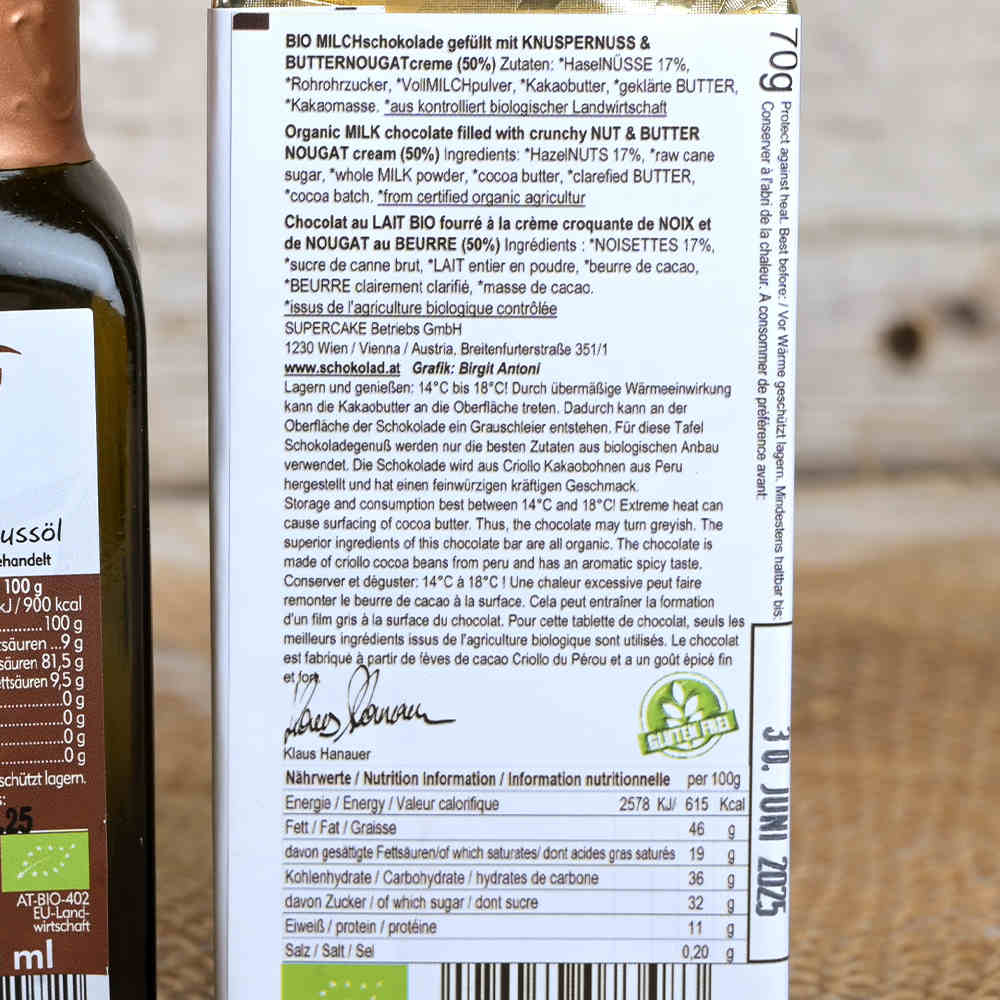 BIO MILCHschokolade gefüllt mit KNUSPERNUSS &
BUTTERNOUGATcreme (50%) Zutaten: *HaselNÜSSE 17%,
*Rohrohrzucker, *VollMILCHpulver, *Kakaobutter, *geklärte BUTTER,
*Kakaomasse. *aus kontrolliert biologischer Landwirtschaft
Organic MILK chocolate filled with crunchy NUT & BUTTER
NOUGAT cream (50%) Ingredients: *HazelNUTS 17%, *raw cane
sugar, *whole MILK powder, *cocoa butter, *clarefied BUTTER,
*cocoa batch. *from certified organic agricultur
Chocolat au LAIT BIO fourré à la crème croquante de NOIX et
de NOUGAT au BEURRE (50%) Ingrédients : *NOISETTES 17%,
*sucre de canne brut, *LAIT entier en poudre, *beurre de cacao,
*BEURRE clairement clarifié, *masse de cacao.
*issus de l'agriculture biologique contrôlée
SUPERCAKE Betriebs GmbH
1230 Wien / Vienna / Austria, Breitenfurterstraße 351/1
www.schokolad.at Grafik: Birgit Antoni
Lagern und genießen: 14°C bis 18°C! Durch übermäßige Wärmeeinwirkung
kann die Kakaobutter an die Oberfläche treten. Dadurch kann an der
Oberfläche der Schokolade ein Grauschleier entstehen. Für diese Tafel
Schokoladegenuß werden nur die besten Zutaten aus biologischen Anbau
verwendet. Die Schokolade wird aus Criollo Kakaobohnen aus Peru
hergestellt und hat einen feinwürzigen kräftigen Geschmack.
Storage and consumption best between 14°C and 18°C! Extreme heat can
cause surfacing of cocoa butter. Thus, the chocolate may turn greyish. The
superior ingredients of this chocolate bar are all organic. The chocolate is
made of criollo cocoa beans from peru and has an aromatic spicy taste.
Conserver et déguster: 14°C à 18°C ! Une chaleur excessive peut faire
remonter le beurre de cacao à la surface. Cela peut entraîner la formation
d'un film gris à la surface du chocolat. Pour cette tablette de chocolat, seuls les
meilleurs ingrédients issus de l'agriculture biologique sont utilisés. Le chocolat
est fabriqué à partir de fèves de cacao Criollo du Pérou et a un goût épicé fin
et fort.
Klaus Hanauer
Klaus Hanauer
GLUTEN FREI
Nährwerte / Nutrition Information / Information nutritionnelle per 100g
Energie / Energy / Valeur calorifique 2578 KJ/ 615 Kcal
Fett / Fat / Graisse 46 g
davon gesättigte Fettsäuren/of which saturates/ dont acides gras saturés 19 g
Kohlenhydrate / Carbohydrate / hydrates de carbone 36 g
davon Zucker / of which sugar / dont sucre 32 g
Eiweiß / protein / protéine 11 g
Salz / Salt / Sel 0,20 g
70g
Protect against heat. Best before: / Vor Wärme geschützt lagern. Mindestens haltbar bis:
Conserver à l'abri de la chaleur. A consommer de préférence avant:
30. JUNI 2025
ussöl
ehandelt
100 g
kJ / 900 kcal
..........100 g
tsäuren ...9 g
säuren 81,5 g
ettsäuren 9,5 g
..........0 g
..........0 g
..........0 g
..........0 g
schützt lagern.
s:
.25
AT-BIO-402
EU-Land-
wirtschaft
ml